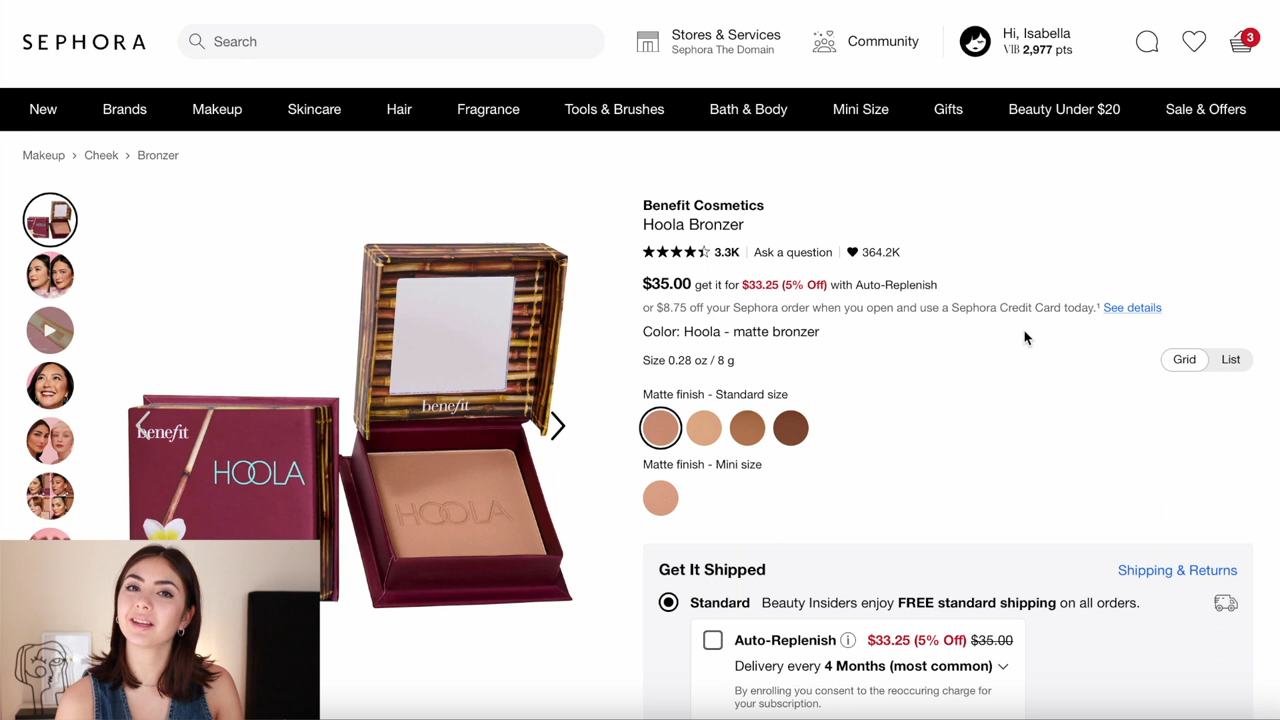 SEPHORA
Search
Stores & Services
Sephora The Domain
Community
Hi, Isabella
VIB 2,977 pts
3
New Brands Makeup Skincare Hair Fragrance Tools & Brushes Bath & Body Mini Size Gifts Beauty Under $20 Sale & Offers
Makeup > Cheek > Bronzer
Benefit Cosmetics
Hoola Bronzer
3.3K | Ask a question | 364.2K
$35.00 get it for $33.25 (5% Off) with Auto-Replenish
or $8.75 off your Sephora order when you open and use a Sephora Credit Card today.¹ See details
Color: Hoola - matte bronzer
Size 0.28 oz / 8 g
Grid List
Matte finish - Standard size
Matte finish - Mini size
benefit
benefit
HOOLA
HOOLA
Get It Shipped
Shipping & Returns
Standard Beauty Insiders enjoy FREE standard shipping on all orders.
Auto-Replenish $33.25 (5% Off) $35.00
Delivery every 4 Months (most common)
By enrolling you consent to the reoccuring charge for
your subscription.